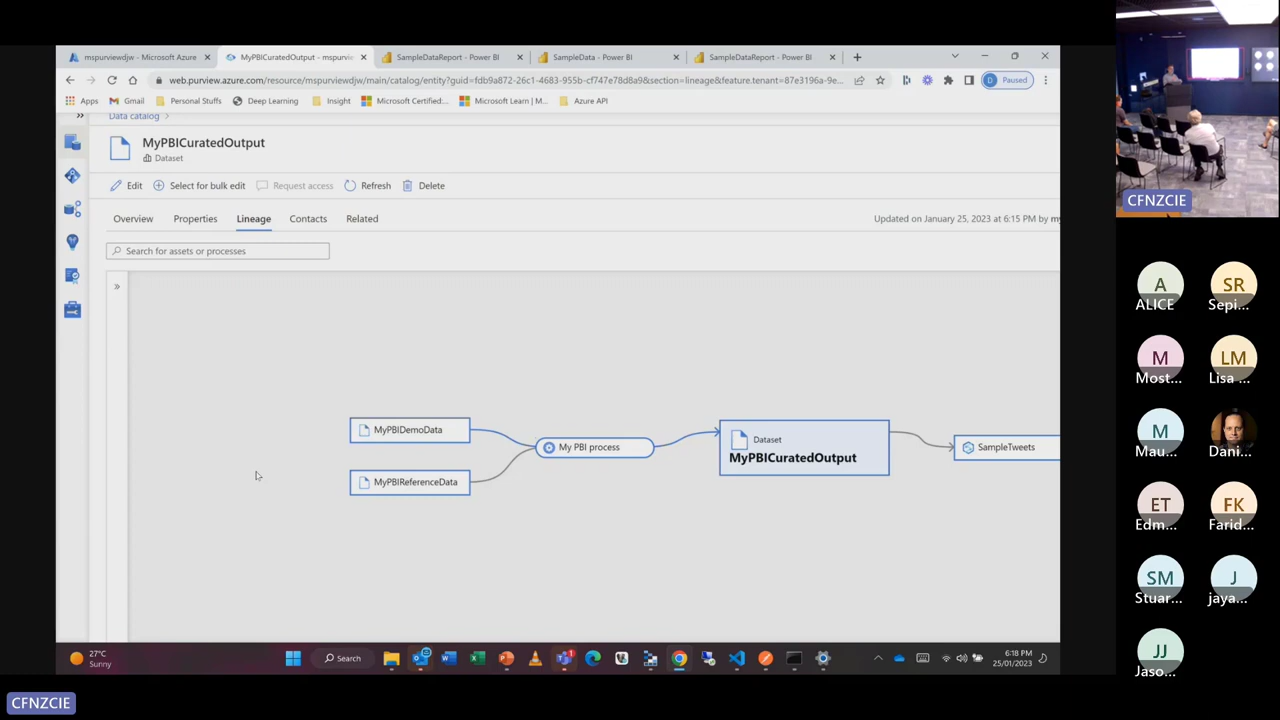 mspurviewdjw - Microsoft Azure
MyPBICuratedOutput - mspurvi
SampleDataReport - Power BI
SampleData - Power BI
SampleDataReport - Power BI
web.purview.azure.com/resource/mspurviewdjw/main/catalog/entity?guid=fdb9a872-26c1-4683-955b-cf747e78d8a9&section=lineage&feature.tenant=87e3196a-9e...
D Paused
Apps
Gmail
Personal Stuffs
Deep Learning
Insight
Microsoft Certified...
Microsoft Learn | M...
Azure API
Data catalog >
MyPBICuratedOutput
Dataset
Edit
Select for bulk edit
Request access
Refresh
Delete
Overview
Properties
Lineage
Contacts
Related
Updated on January 25, 2023 at 6:15 PM by my
Search for assets or processes
MyPBIDemoData
MyPBIReferenceData
My PBI process
Dataset
MyPBICuratedOutput
SampleTweets
27°C
Sunny
Search
6:18 PM
25/01/2023
CFNZCIE
CFNZCIE
A
ALICE
SR
Sepi...
M
Most...
LM
Lisa ...
M
Mau...
Dani...
ET
Edm...
FK
Farid...
SM
Stuar...
J
jaya...
JJ
Jaso...